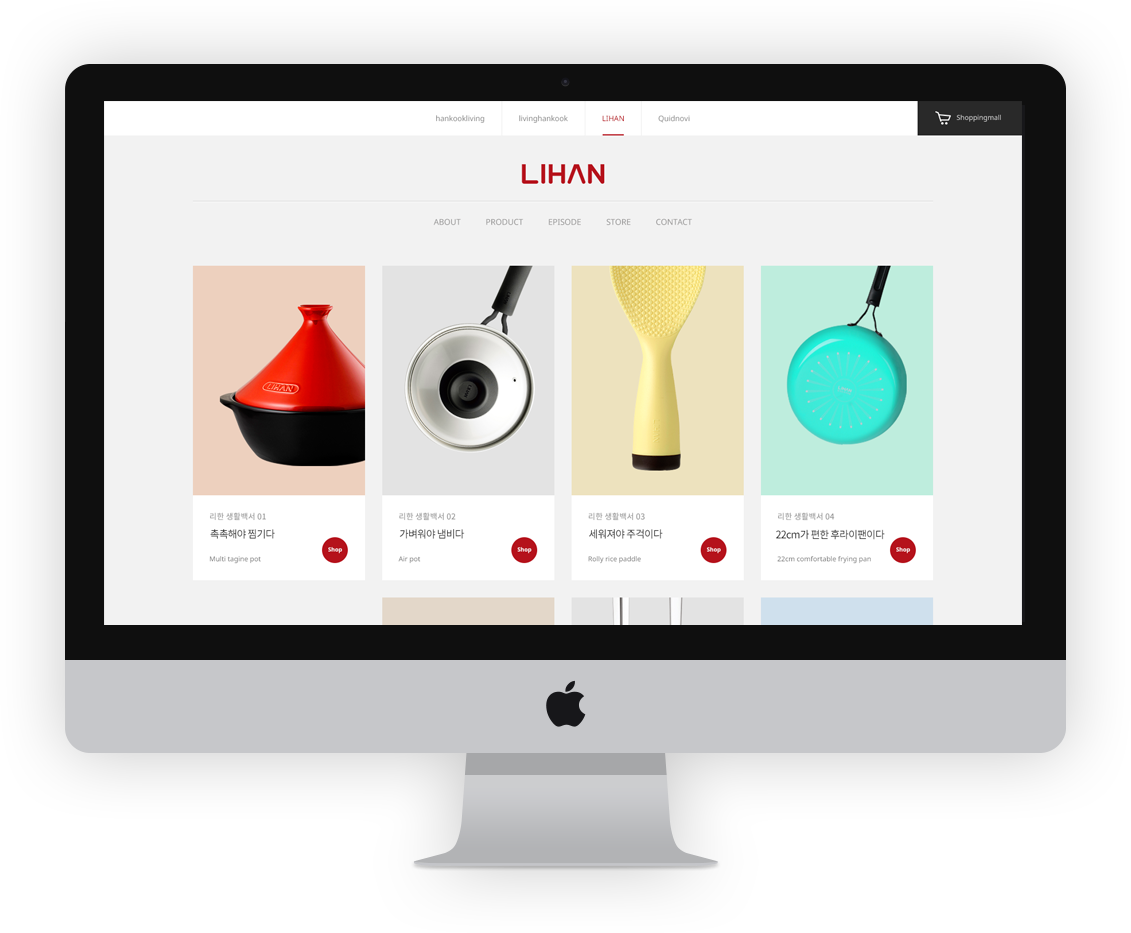 hankookliving
livinghankook
LIHAN
Quidnovi
Shoppingmall
LIHAN
ABOUT
PRODUCT
EPISODE
STORE
CONTACT
LIHAN
LIHAN
리한 생활백서 01
촉촉해야 찜기다
Multi tagine pot
Shop
리한 생활백서 02
가벼워야 냄비다
Air pot
Shop
리한 생활백서 03
세워져야 주걱이다
Rolly rice paddle
Shop
리한 생활백서 04
22cm가 편한 후라이팬이다
22cm comfortable frying pan
Shop